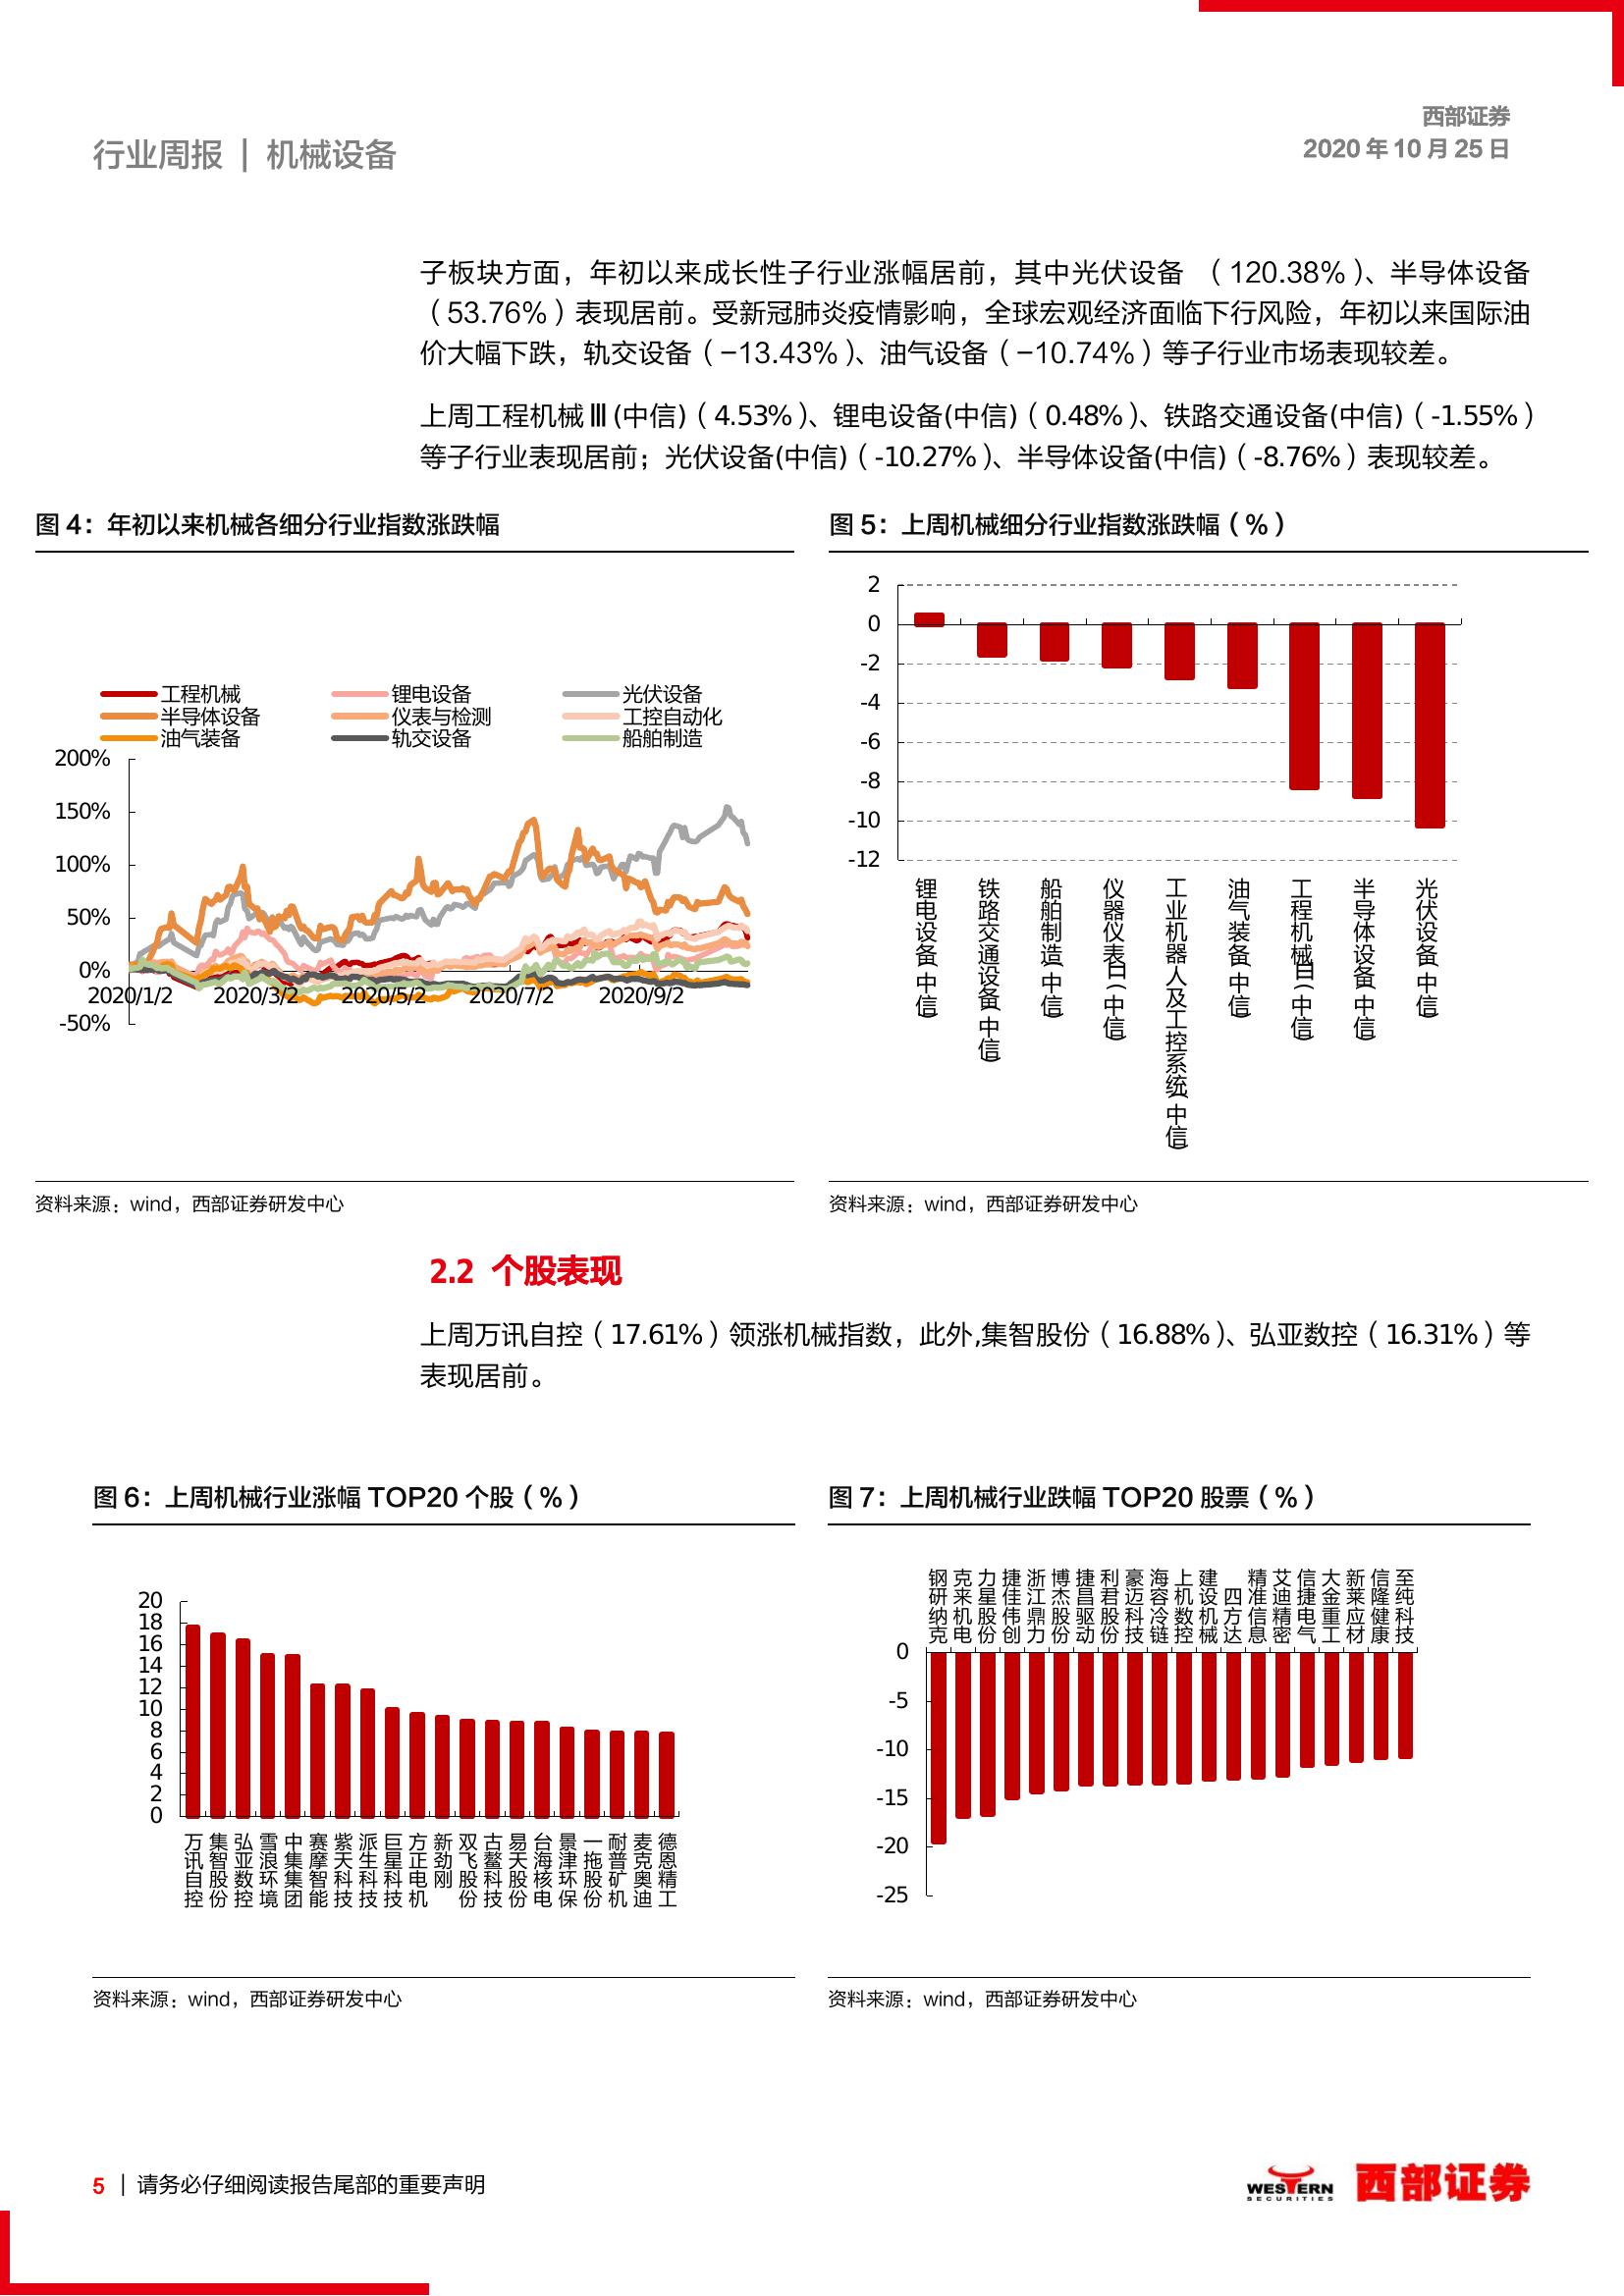 西部证券
2020 年 10 月 25 日
行业周报 | 机械设备
子板块方面，年初以来成长性子行业涨幅居前，其中光伏设备 （120.38%）、半导体设备
（53.76%）表现居前。受新冠肺炎疫情影响，全球宏观经济面临下行风险，年初以来国际油
价大幅下跌，轨交设备（-13.43%）、油气设备（-10.74%）等子行业市场表现较差。
上周工程机械Ⅲ(中信)（4.53%）、锂电设备(中信)（0.48%）、铁路交通设备(中信)（-1.55%）
等子行业表现居前；光伏设备(中信)（-10.27%）、半导体设备(中信)（-8.76%）表现较差。
图 4：年初以来机械各细分行业指数涨跌幅
工程机械 锂电设备 光伏设备
半导体设备 仪表与检测 工控自动化
油气装备 轨交设备 船舶制造
200%
150%
100%
50%
0%
-50%
2020/1/2 2020/3/2 2020/5/2 2020/7/2 2020/9/2
资料来源：wind，西部证券研发中心
图 5：上周机械细分行业指数涨跌幅（%）
2
0
-2
-4
-6
-8
-10
-12
锂电设备(中信)
铁路交通设备(中信)
船舶制造(中信)
仪器仪表Ⅲ(中信)
工业机器人及工控系统(中信)
油气装备(中信)
工程机械Ⅲ(中信)
半导体设备(中信)
光伏设备(中信)
资料来源：wind，西部证券研发中心
2.2 个股表现
上周万讯自控（17.61%）领涨机械指数，此外,集智股份（16.88%）、弘亚数控（16.31%）等
表现居前。
图 6：上周机械行业涨幅 TOP20 个股（%）
20
18
16
14
12
10
8
6
4
2
0
万讯自控
集智股份
弘亚数控
雪浪环境
中集集团
赛摩智能
紫天科技
派生科技
巨星科技
方正电机
新劲刚
双飞股份
古鳌科技
易天股份
台海核电
景津环保
一拖股份
耐普矿机
麦克奥迪
德恩精工
资料来源：wind，西部证券研发中心
图 7：上周机械行业跌幅 TOP20 股票（%）
钢研纳克
克来机电
力星股份
捷佳伟创
浙江鼎力
博杰股份
捷昌驱动
利君股份
豪迈科技
海容冷链
上机数控
建设机械
四方达
精准信息
艾迪精密
信捷电气
大金重工
新莱应材
信隆健康
至纯科技
0
-5
-10
-15
-20
-25
资料来源：wind，西部证券研发中心
5 | 请务必仔细阅读报告尾部的重要声明
WESTERN
SECURITIES
西部证券